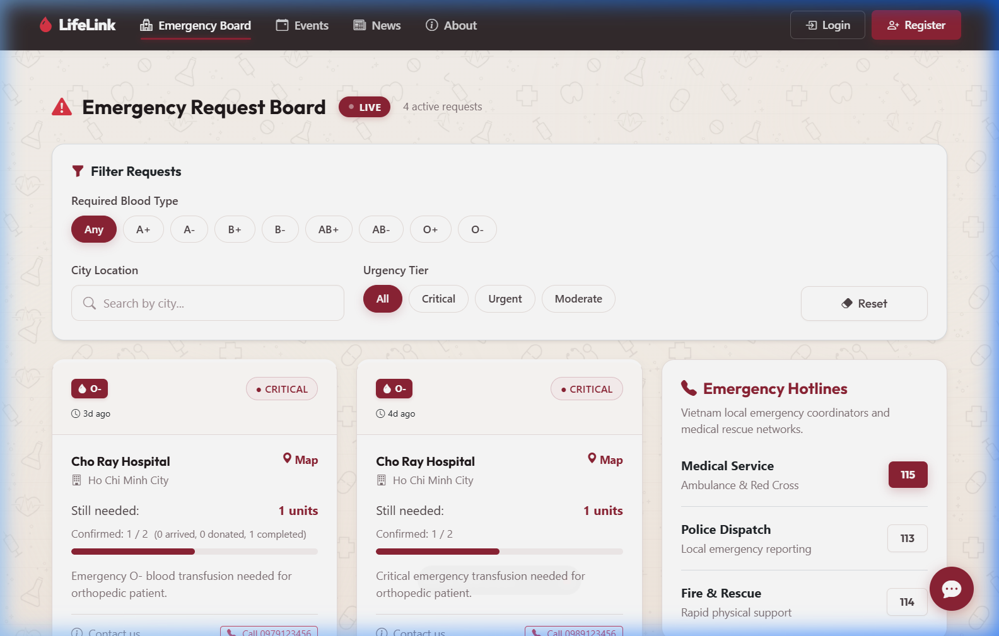 LifeLink
Emergency Board
Events
News
About
Login
Register
Emergency Request Board
LIVE
4 active requests
Filter Requests
Required Blood Type
Any
A+
A-
B+
B-
AB+
AB-
O+
O-
City Location
Search by city...
Urgency Tier
All
Critical
Urgent
Moderate
Reset
O-
CRITICAL
3d ago
Cho Ray Hospital
Map
Ho Chi Minh City
Still needed:
1 units
Confirmed: 1 / 2 (0 arrived, 0 donated, 1 completed)
Emergency O- blood transfusion needed for
orthopedic patient.
Contact us
Call 0979123456
O-
CRITICAL
4d ago
Cho Ray Hospital
Map
Ho Chi Minh City
Still needed:
1 units
Confirmed: 1 / 2
Critical emergency transfusion needed for
orthopedic patient.
Contact us
Call 0989123456
Emergency Hotlines
Vietnam local emergency coordinators and
medical rescue networks.
Medical Service
Ambulance & Red Cross
115
Police Dispatch
Local emergency reporting
113
Fire & Rescue
Rapid physical support
114